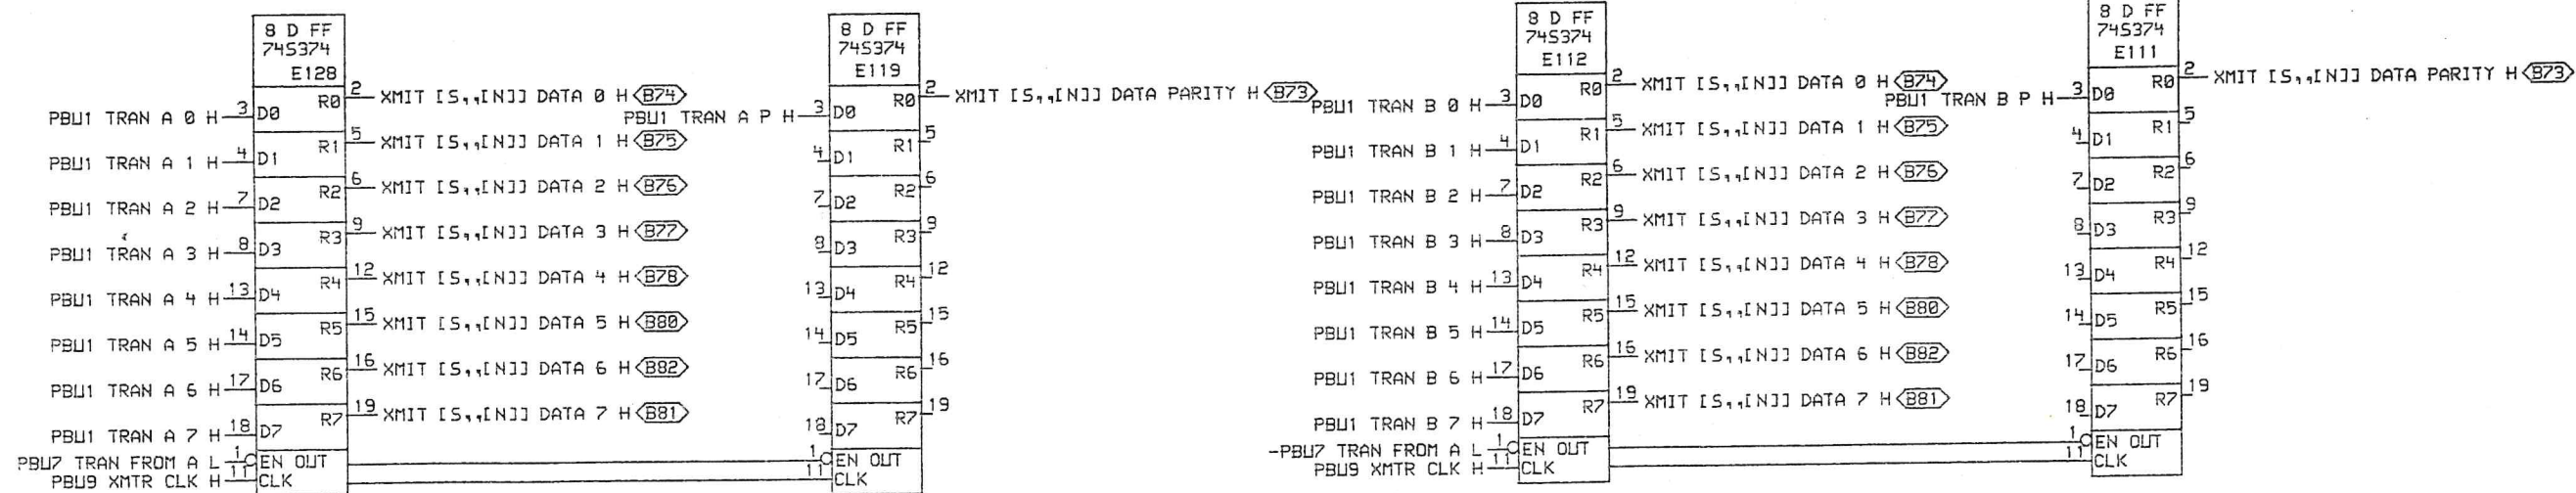 8 D FF
74S374
E128
PBU1 TRAN A 0 H 3 D0 R0 2 XMIT [S,,[N]] DATA 0 H B74
PBU1 TRAN A 1 H 4 D1 R1 5 XMIT [S,,[N]] DATA 1 H B75
PBU1 TRAN A 2 H 7 D2 R2 6 XMIT [S,,[N]] DATA 2 H B76
PBU1 TRAN A 3 H 8 D3 R3 9 XMIT [S,,[N]] DATA 3 H B77
PBU1 TRAN A 4 H 13 D4 R4 12 XMIT [S,,[N]] DATA 4 H B78
PBU1 TRAN A 5 H 14 D5 R5 15 XMIT [S,,[N]] DATA 5 H B80
PBU1 TRAN A 6 H 17 D6 R6 16 XMIT [S,,[N]] DATA 6 H B82
PBU1 TRAN A 7 H 18 D7 R7 19 XMIT [S,,[N]] DATA 7 H B81
PBU7 TRAN FROM A L 1 EN OUT
PBU9 XMTR CLK H 11 CLK
8 D FF
74S374
E119
PBU1 TRAN A P H 3 D0 R0 2 XMIT [S,,[N]] DATA PARITY H B73
4 D1 R1 5
7 D2 R2 6
8 D3 R3 9
13 D4 R4 12
14 D5 R5 15
17 D6 R6 16
18 D7 R7 19
1 EN OUT
11 CLK
8 D FF
74S374
E112
PBU1 TRAN B 0 H 3 D0 R0 2 XMIT [S,,[N]] DATA 0 H B74
PBU1 TRAN B 1 H 4 D1 R1 5 XMIT [S,,[N]] DATA 1 H B75
PBU1 TRAN B 2 H 7 D2 R2 6 XMIT [S,,[N]] DATA 2 H B76
PBU1 TRAN B 3 H 8 D3 R3 9 XMIT [S,,[N]] DATA 3 H B77
PBU1 TRAN B 4 H 13 D4 R4 12 XMIT [S,,[N]] DATA 4 H B78
PBU1 TRAN B 5 H 14 D5 R5 15 XMIT [S,,[N]] DATA 5 H B80
PBU1 TRAN B 6 H 17 D6 R6 16 XMIT [S,,[N]] DATA 6 H B82
PBU1 TRAN B 7 H 18 D7 R7 19 XMIT [S,,[N]] DATA 7 H B81
-PBU7 TRAN FROM A L 1 EN OUT
PBU9 XMTR CLK H 11 CLK
8 D FF
74S374
E111
PBU1 TRAN B P H 3 D0 R0 2 XMIT [S,,[N]] DATA PARITY H B73
4 D1 R1 5
7 D2 R2 6
8 D3 R3 9
13 D4 R4 12
14 D5 R5 15
17 D6 R6 16
18 D7 R7 19
1 EN OUT
11 CLK